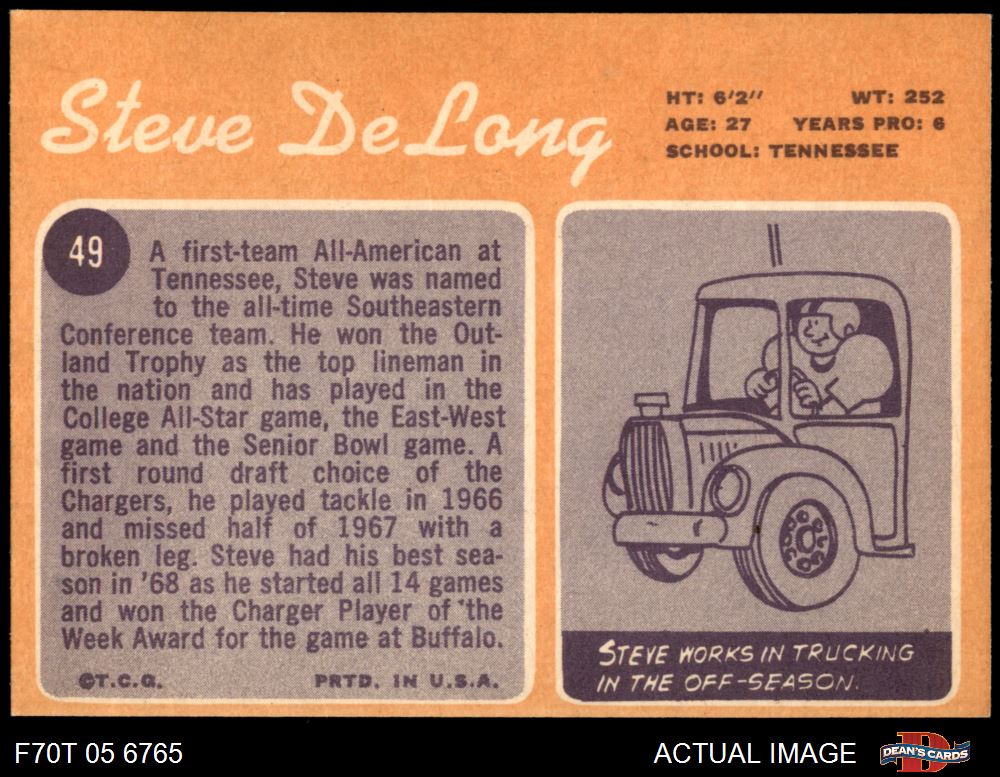 Steve DeLong
HT: 6'2" WT: 252
AGE: 27 YEARS PRO: 6
SCHOOL: TENNESSEE
49
A first-team All-American at
Tennessee, Steve was named
to the all-time Southeastern
Conference team. He won the Out-
land Trophy as the top lineman in
the nation and has played in the
College All-Star game, the East-West
game and the Senior Bowl game. A
first round draft choice of the
Chargers, he played tackle in 1966
and missed half of 1967 with a
broken leg. Steve had his best sea-
son in '68 as he started all 14 games
and won the Charger Player of the
Week Award for the game at Buffalo.
©T.C.G. PRTD. IN U.S.A.
STEVE WORKS IN TRUCKING
IN THE OFF-SEASON.
F70T 05 6765
ACTUAL IMAGE
D
DEAN'S CARDS